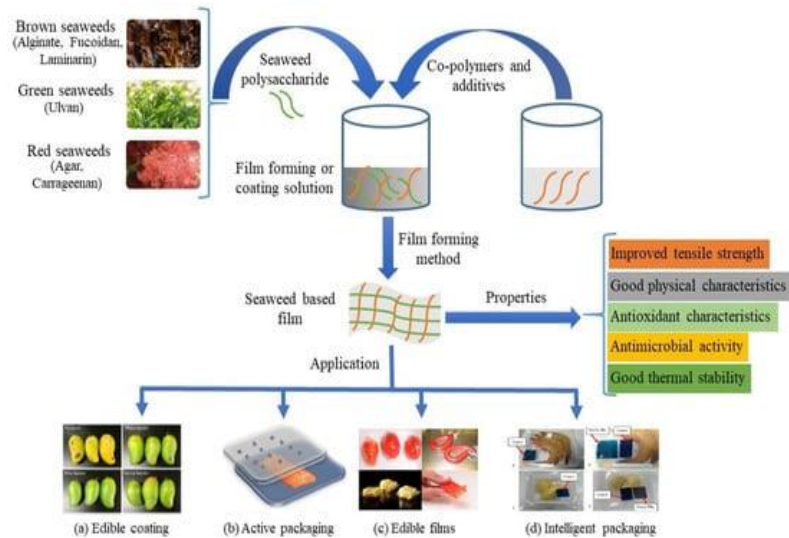 Brown seaweeds
(Alginate, Fucoidan,
Laminarin)
Green seaweeds
(Ulvan)
Red seaweeds
(Agar,
Carrageenan)
Seaweed
polysaccharide
Co-polymers and
additives
Film forming or
coating solution
Film forming
method
Seaweed based
film
Properties
Improved tensile strength
Good physical characteristics
Antioxidant characteristics
Antimicrobial activity
Good thermal stability
Application
(a) Edible coating
(b) Active packaging
(c) Edible films
(d) Intelligent packaging